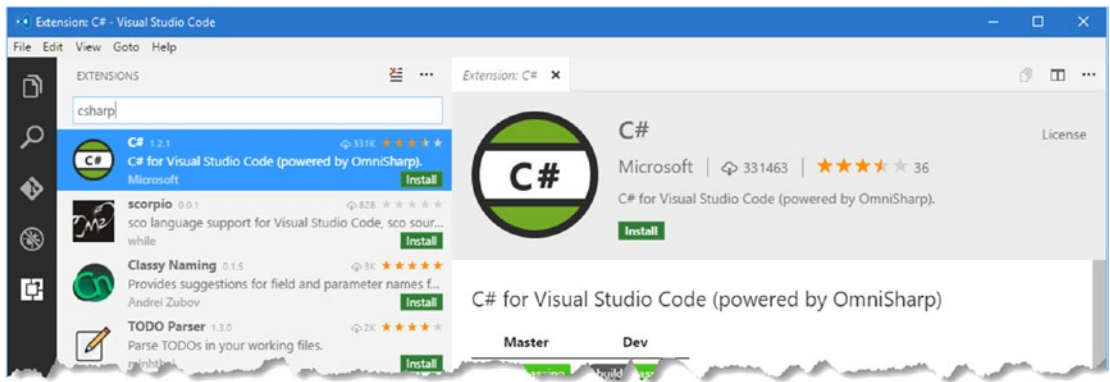 Extension: C# - Visual Studio Code
File Edit View Goto Help
EXTENSIONS
csharp
C# 1.2.1 331K
C# for Visual Studio Code (powered by OmniSharp).
Microsoft Install
scorpio 0.0.1 828
sco language support for Visual Studio Code, sco sour...
while Install
Classy Naming 0.1.5 3K
Provides suggestions for field and parameter names f...
Andrei Zubov Install
TODO Parser 1.3.0 2K
Parse TODOs in your working files.
Install
Extension: C#
C#
C#
License
Microsoft | 331463 | 36
C# for Visual Studio Code (powered by OmniSharp).
Install
C# for Visual Studio Code (powered by OmniSharp)
Master Dev
build